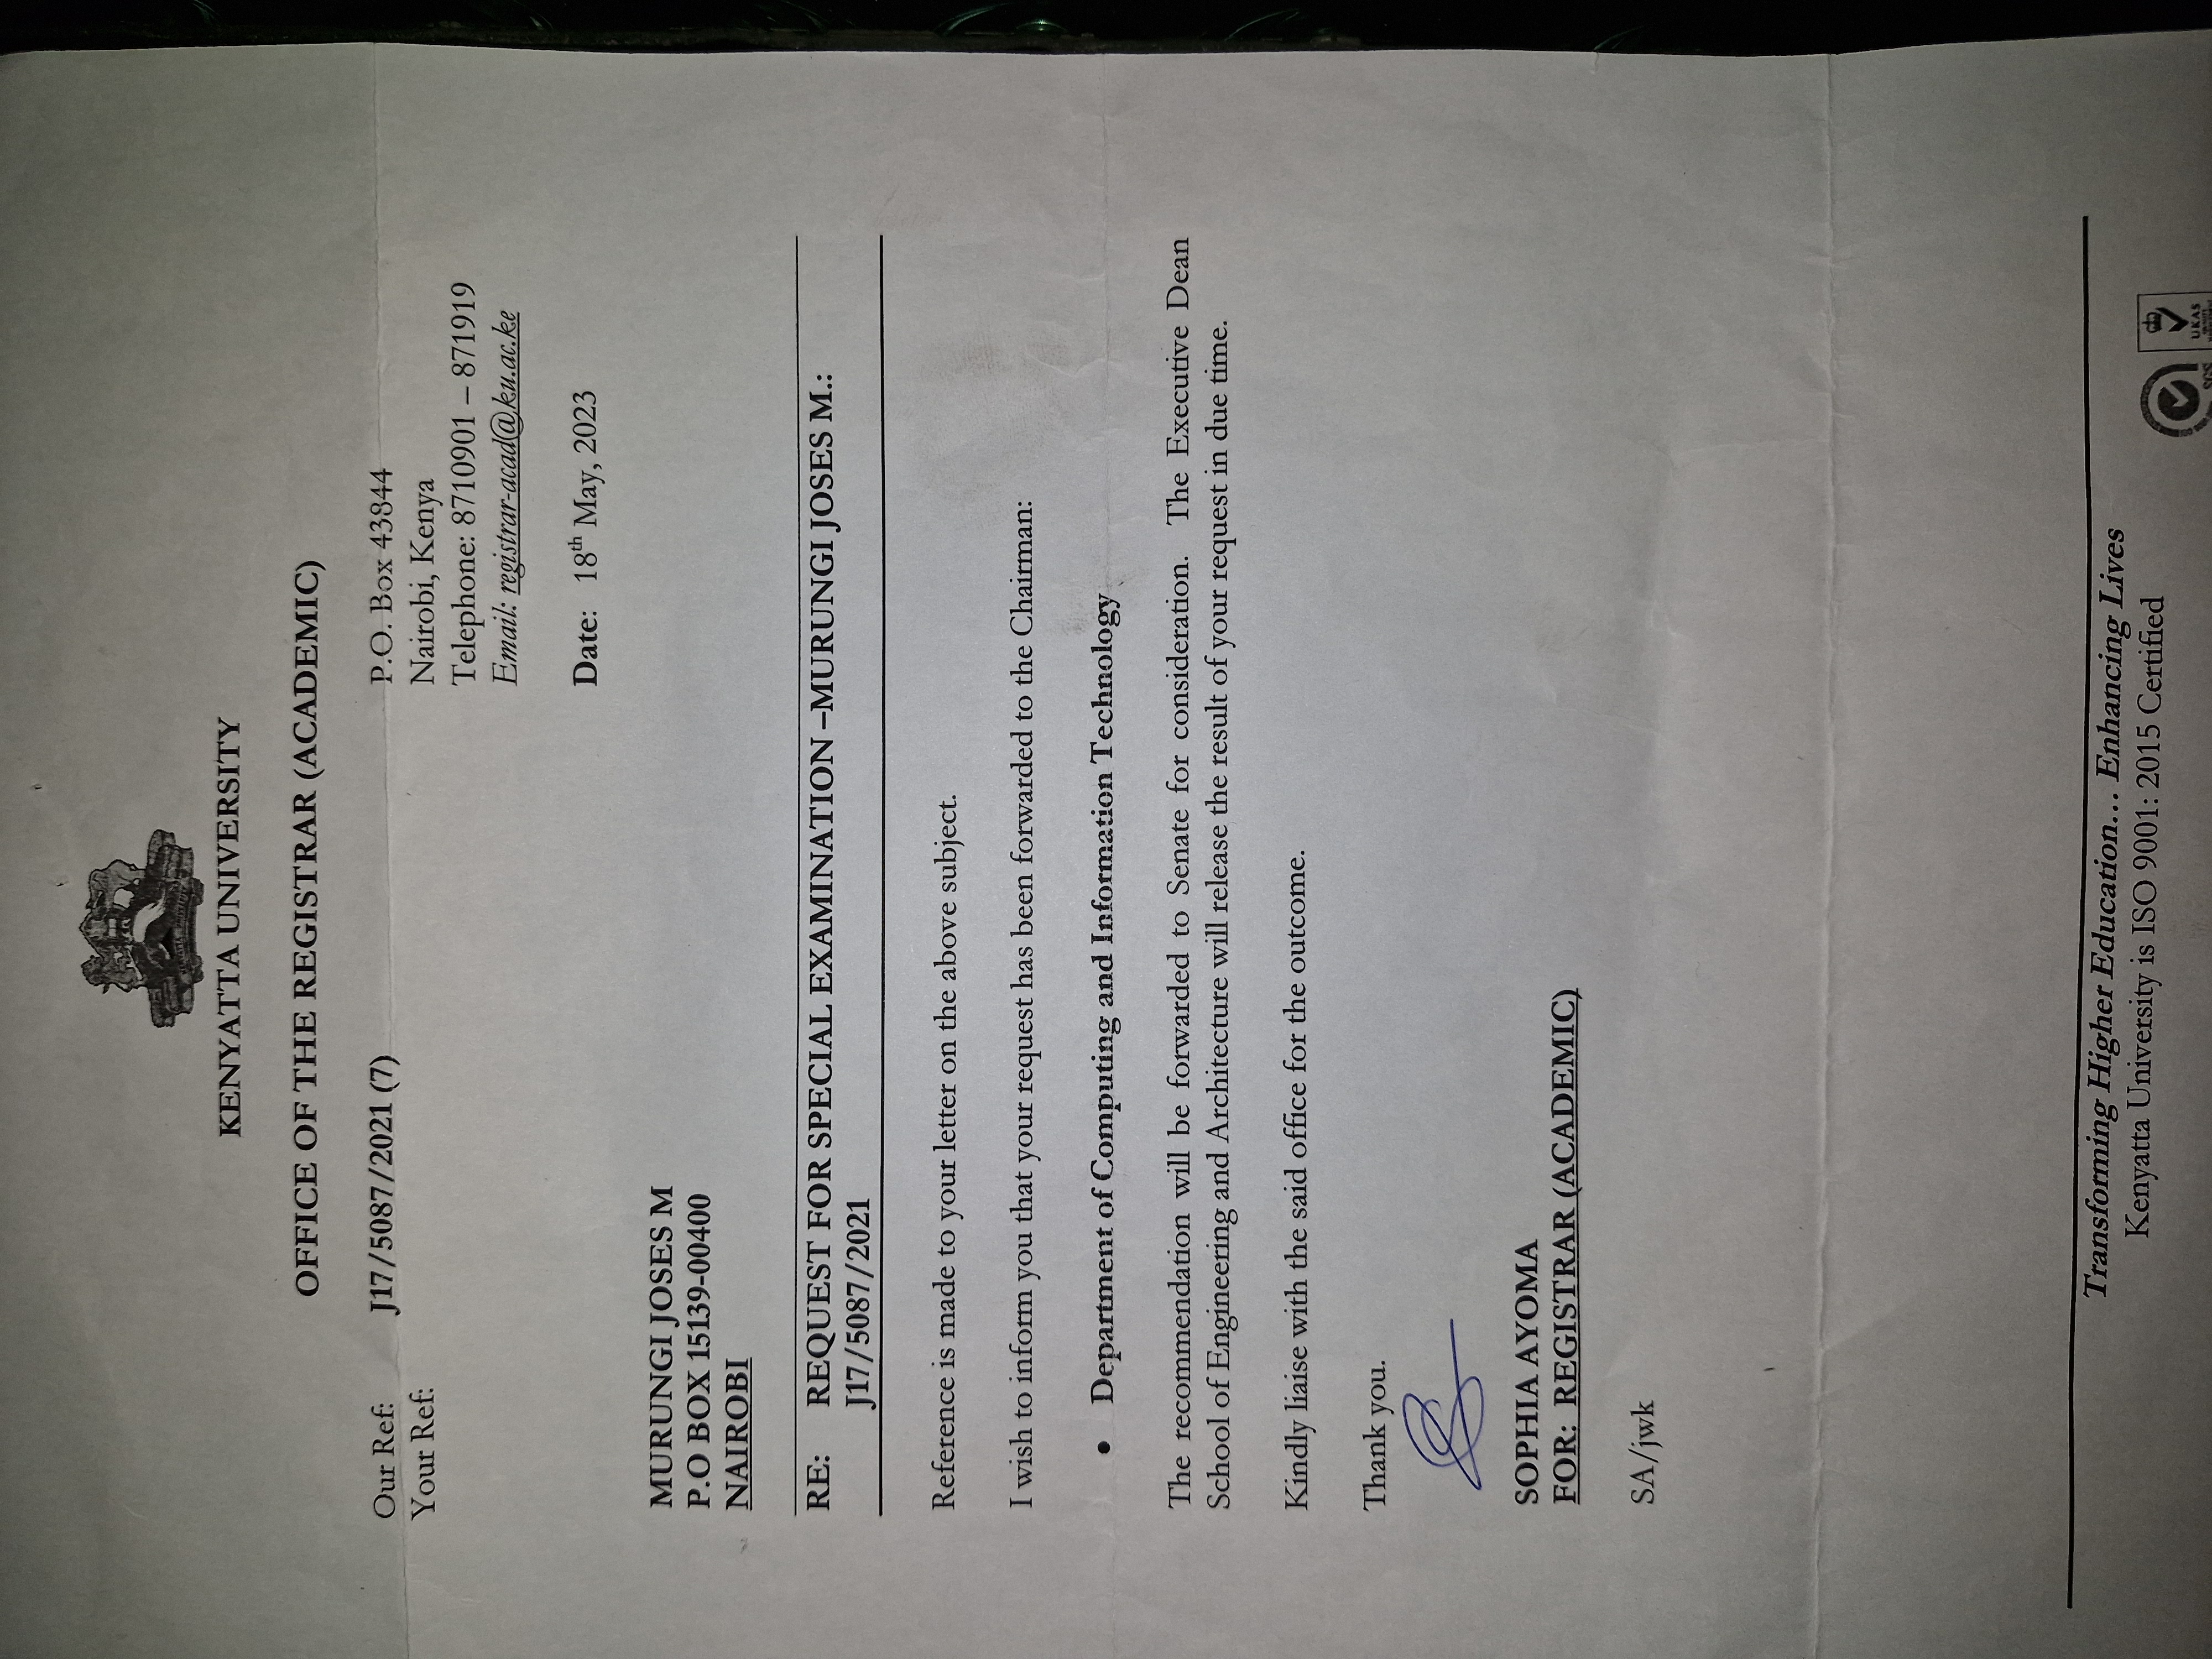 KENYATTA UNIVERSITY
OFFICE OF THE REGISTRAR (ACADEMIC)
Our Ref: J17/5087/2021 (7)
Your Ref:
P.O. Box 43844
Nairobi, Kenya
Telephone: 8710901 – 871919
Email: registrar-acad@ku.ac.ke
Date: 18th May, 2023
MURUNGI JOSES M
P.O BOX 15139-00400
NAIROBI
RE: REQUEST FOR SPECIAL EXAMINATION –MURUNGI JOSES M.:
J17/5087/2021
Reference is made to your letter on the above subject.
I wish to inform you that your request has been forwarded to the Chairman:
• Department of Computing and Information Technology
The recommendation will be forwarded to Senate for consideration. The Executive Dean
School of Engineering and Architecture will release the result of your request in due time.
Kindly liaise with the said office for the outcome.
Thank you.
SOPHIA AYOMA
FOR: REGISTRAR (ACADEMIC)
SA/jwk
Transforming Higher Education… Enhancing Lives
Kenyatta University is ISO 9001: 2015 Certified
SGS
UKAS